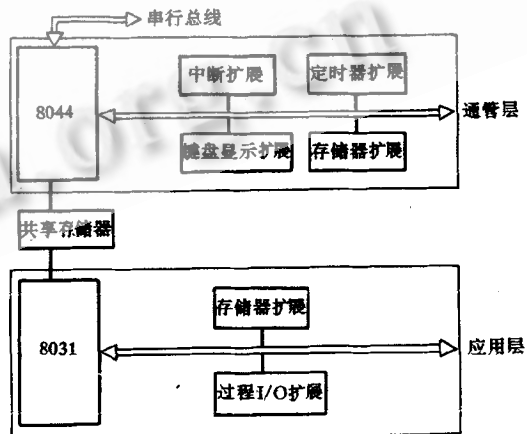 串行总线
中断扩展
定时器扩展
8044
通管层
键盘显示扩展
存储器扩展
共享存储器
存储器扩展
8031
应用层
过程I/O扩展